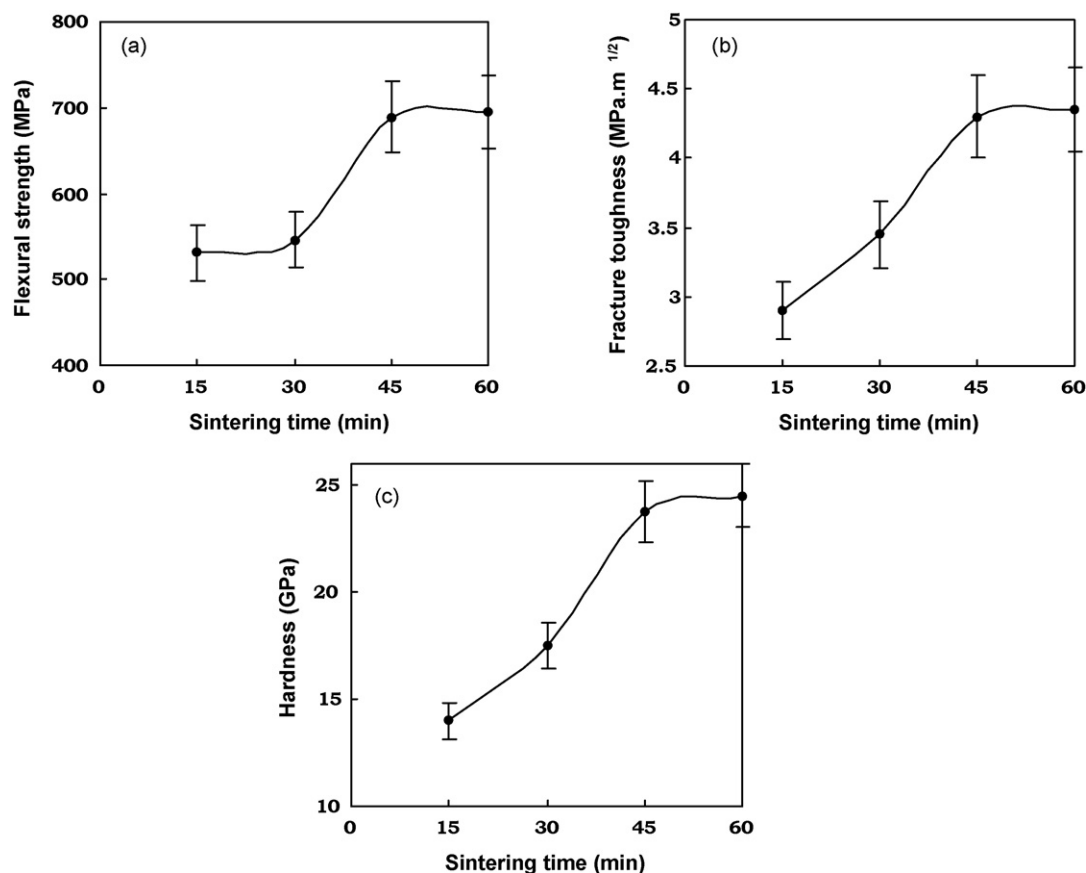 (a)
Flexural strength (MPa)
800
700
600
500
400
0 15 30 45 60
Sintering time (min)
(b)
Fracture toughness (MPa.m 1/2)
5
4.5
4
3.5
3
2.5
0 15 30 45 60
Sintering time (min)
(c)
Hardness (GPa)
25
20
15
10
0 15 30 45 60
Sintering time (min)